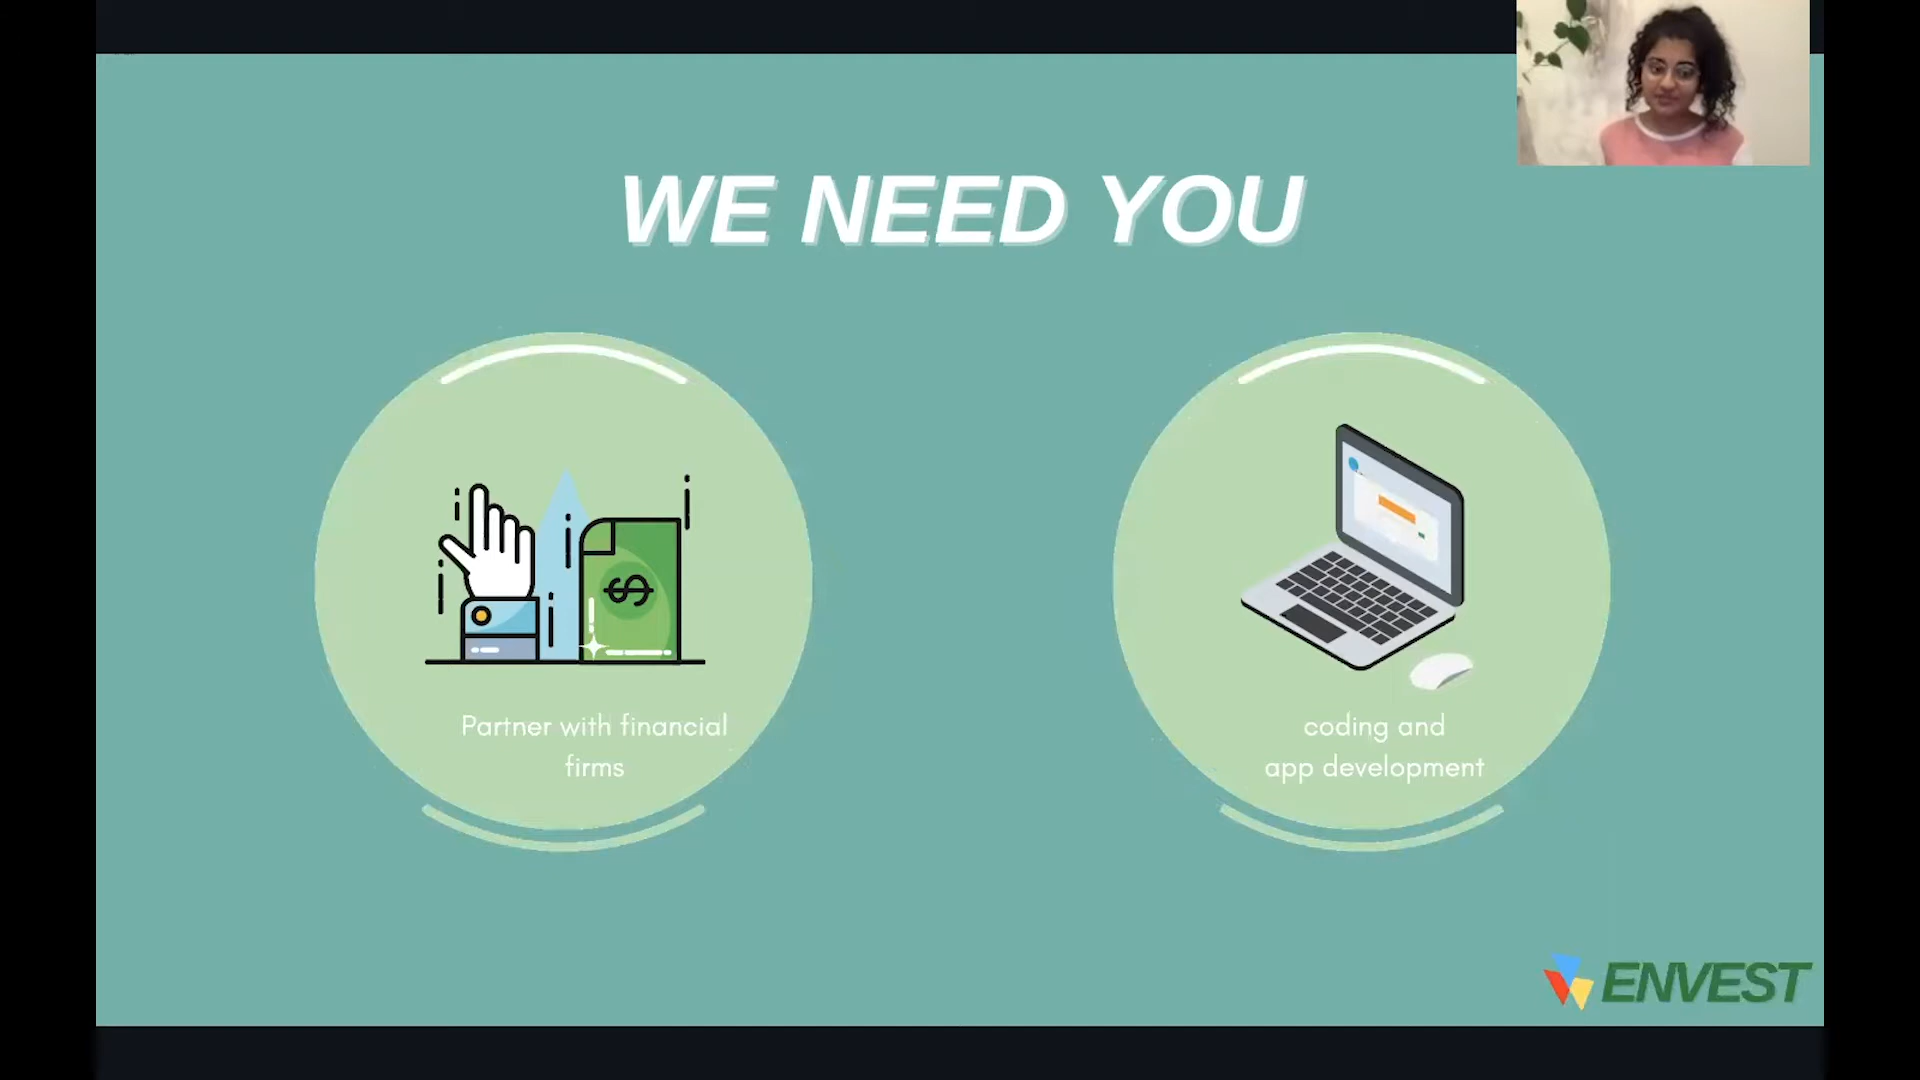 WE NEED YOU
Partner with financial
firms
coding and
app development
$
ENVEST